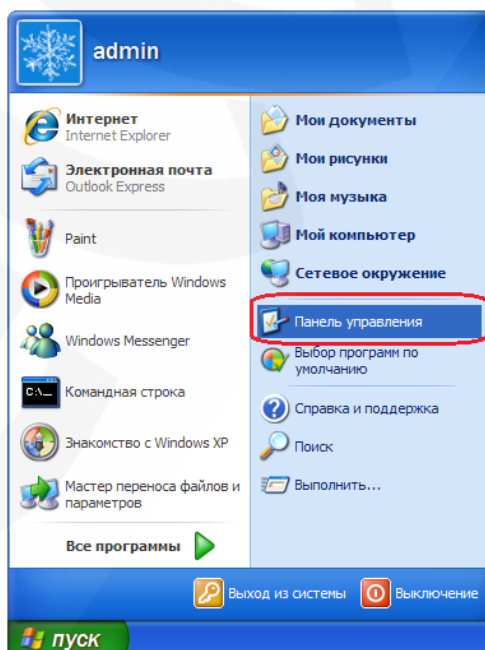 admin
Интернет
Internet Explorer
Электронная почта
Outlook Express
Paint
Проигрыватель Windows
Media
Windows Messenger
C:\_
Командная строка
Знакомство с Windows XP
Мастер переноса файлов и
параметров
Все программы
Мои документы
Мои рисунки
Моя музыка
Мой компьютер
Сетевое окружение
Панель управления
Выбор программ по
умолчанию
Справка и поддержка
Поиск
Выполнить...
Выход из системы
Выключение
пуск